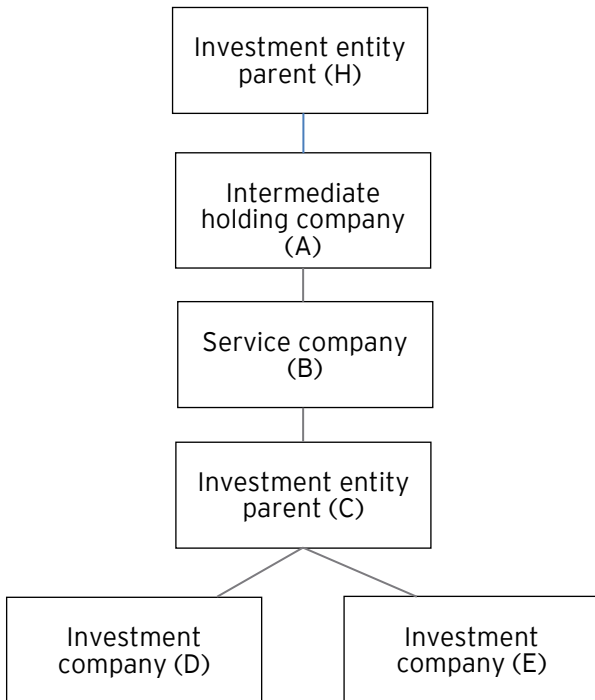 Investment entity
parent (H)
Intermediate
holding company
(A)
Service company
(B)
Investment entity
parent (C)
Investment
company (D)
Investment
company (E)